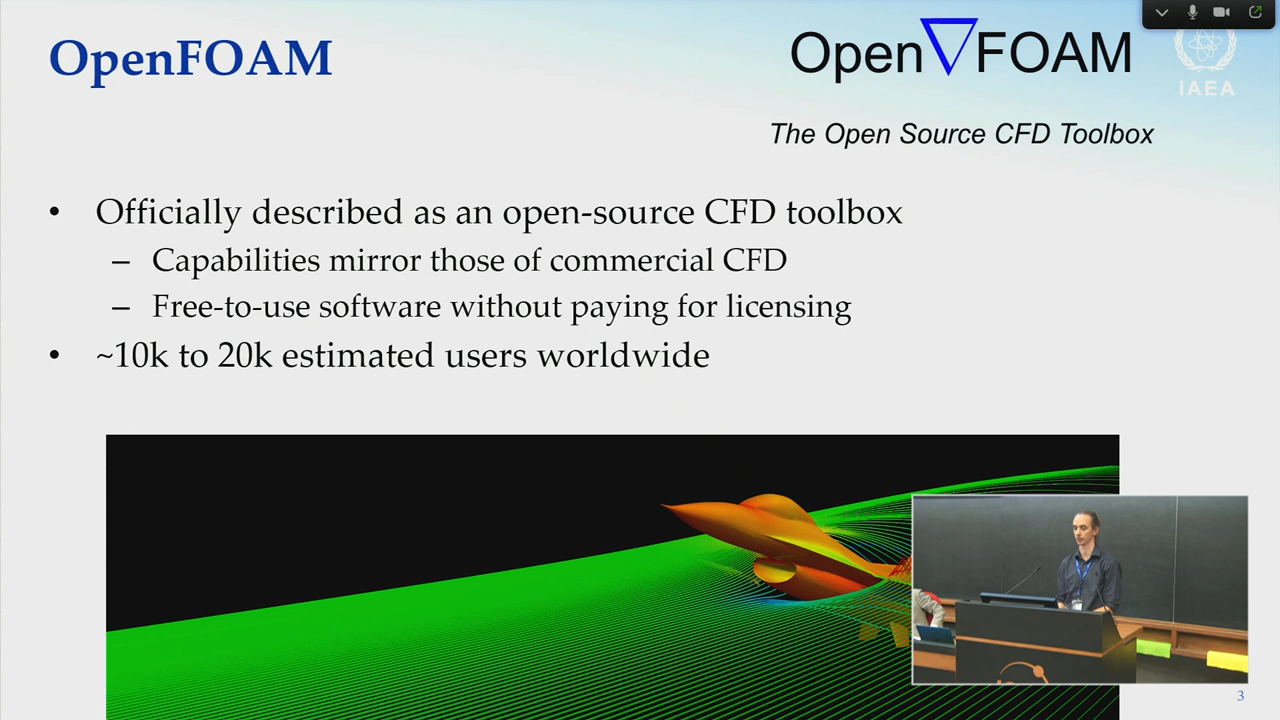 OpenFOAM
Open FOAM
IAEA
The Open Source CFD Toolbox
• Officially described as an open-source CFD toolbox
– Capabilities mirror those of commercial CFD
– Free-to-use software without paying for licensing
• ~10k to 20k estimated users worldwide
3